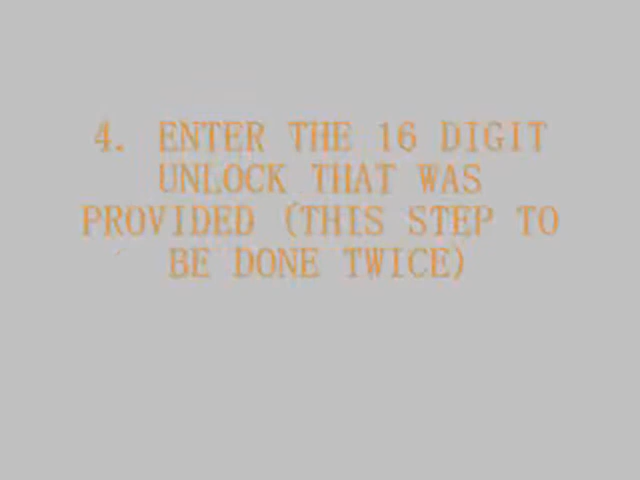 4. ENTER THE 16 DIGIT
UNLOCK THAT WAS
PROVIDED (THIS STEP TO
BE DONE TWICE)